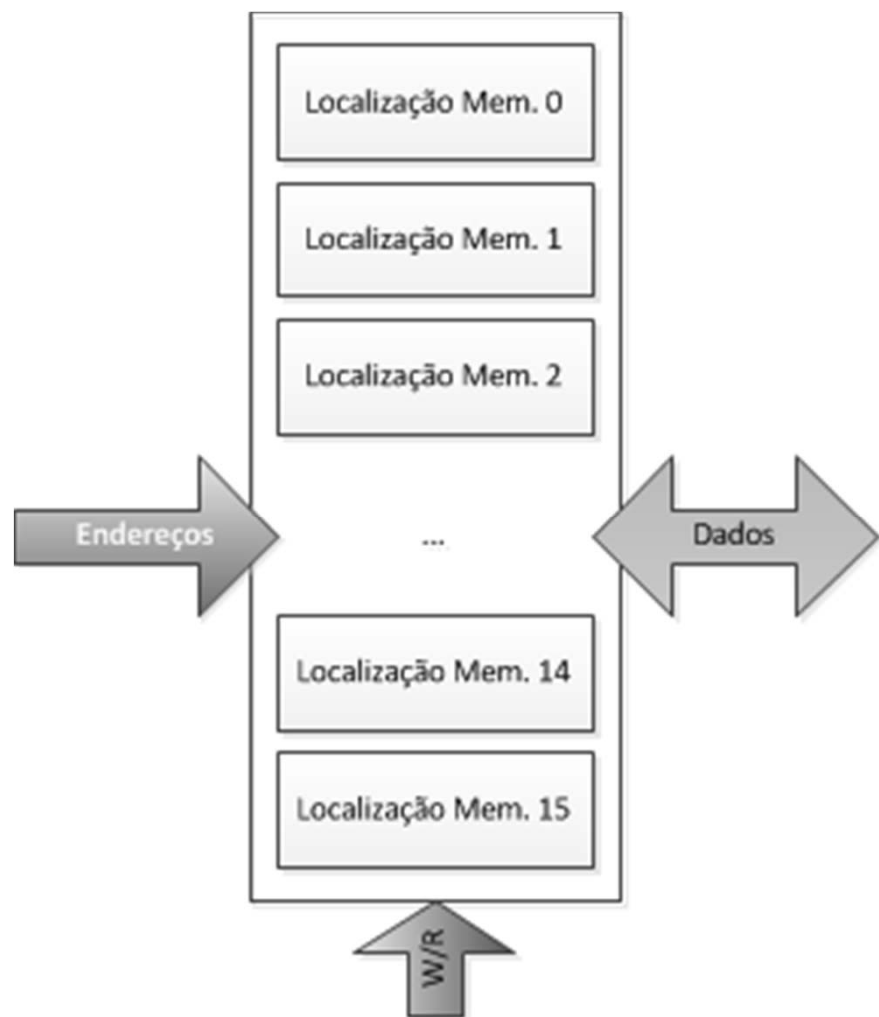 Localização Mem. 0
Localização Mem. 1
Localização Mem. 2
Endereços
...
Dados
Localização Mem. 14
Localização Mem. 15
W/R